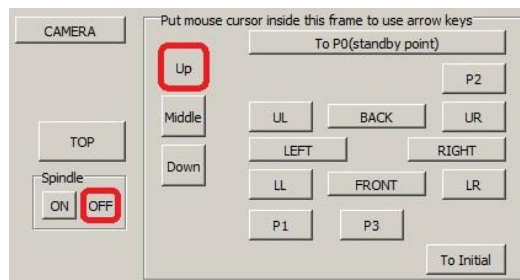 CAMERA
Put mouse cursor inside this frame to use arrow keys
To P0(standby point)
Up
P2
Middle
UL
BACK
UR
TOP
LEFT
RIGHT
Down
Spindle
LL
FRONT
LR
ON
OFF
P1
P3
To Initial